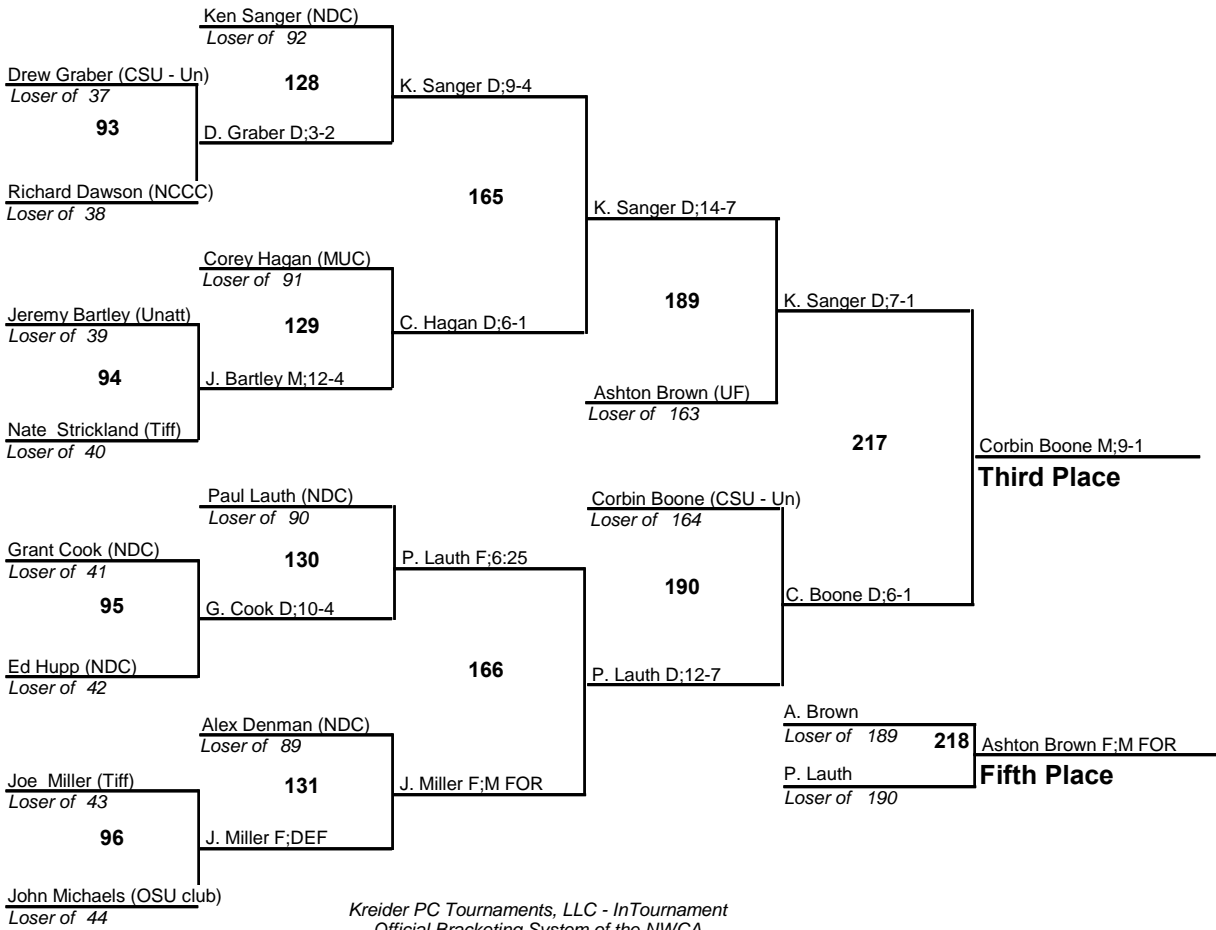 Ken Sanger (NDC)
Loser of 92
Drew Graber (CSU - Un)
Loser of 37
128
K. Sanger D;9-4
93
D. Graber D;3-2
Richard Dawson (NCCC)
Loser of 38
165
K. Sanger D;14-7
Corey Hagan (MUC)
Loser of 91
Jeremy Bartley (Unatt)
Loser of 39
129
C. Hagan D;6-1
189
K. Sanger D;7-1
94
J. Bartley M;12-4
Ashton Brown (UF)
Loser of 163
Nate Strickland (Tiff)
Loser of 40
217
Corbin Boone M;9-1
Third Place
Paul Lauth (NDC)
Loser of 90
Corbin Boone (CSU - Un)
Loser of 164
Grant Cook (NDC)
Loser of 41
130
P. Lauth F;6:25
190
C. Boone D;6-1
95
G. Cook D;10-4
Ed Hupp (NDC)
Loser of 42
166
P. Lauth D;12-7
Alex Denman (NDC)
Loser of 89
A. Brown
Loser of 189
218
Ashton Brown F;M FOR
Fifth Place
P. Lauth
Loser of 190
Joe Miller (Tiff)
Loser of 43
131
J. Miller F;M FOR
96
J. Miller F;DEF
John Michaels (OSU club)
Loser of 44
Kreider PC Tournaments, LLC - InTournament
Official Bracketing System of the NWCA